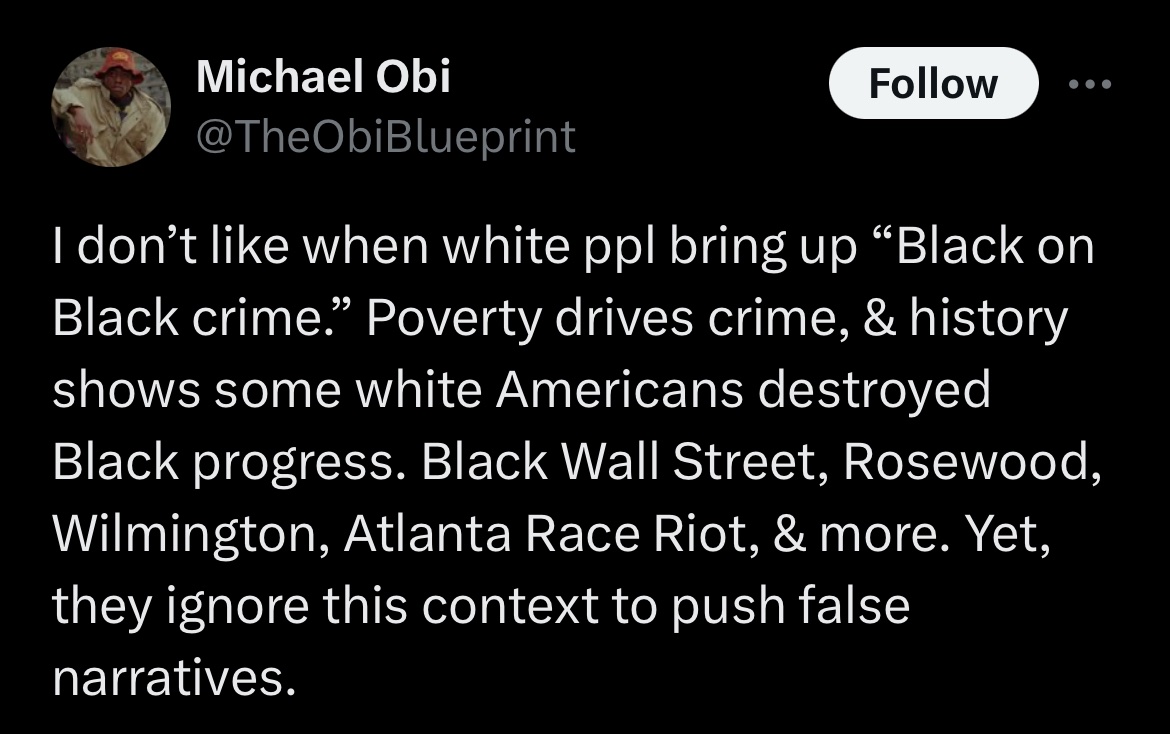 Michael Obi
Follow
@TheObiBlueprint
I don’t like when white ppl bring up “Black on
Black crime.” Poverty drives crime, & history
shows some white Americans destroyed
Black progress. Black Wall Street, Rosewood,
Wilmington, Atlanta Race Riot, & more. Yet,
they ignore this context to push false
narratives.